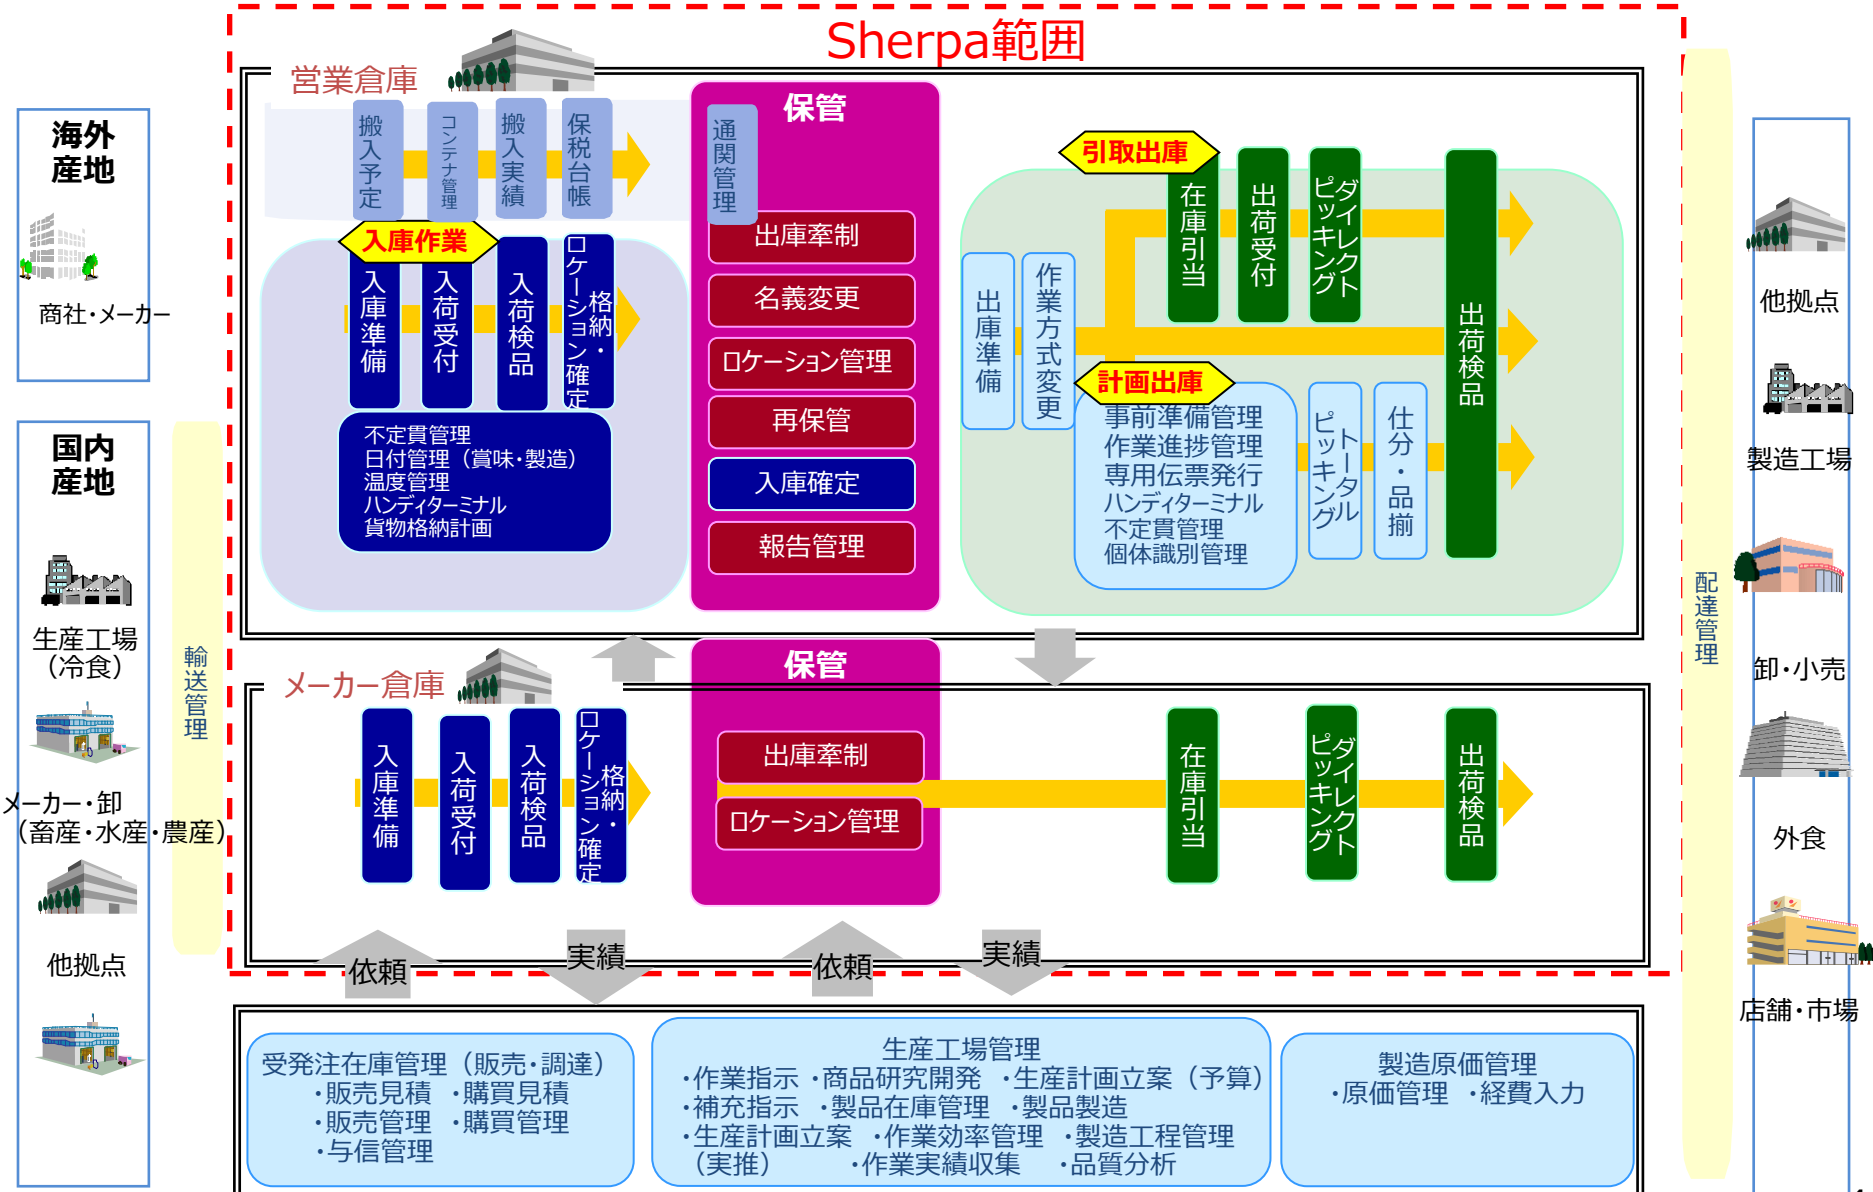 Sherpa範囲
営業倉庫
海外
産地
商社・メーカー
国内
産地
生産工場
（冷食）
メーカー・卸
（畜産・水産・農産）
他拠点
輸送管理
搬入予定
コンテナ管理
搬入実績
保税台帳
入庫作業
入庫準備
入荷受付
入荷検品
格納・
ロケーション確定
不定貫管理
日付管理（賞味・製造）
温度管理
ハンディターミナル
貨物格納計画
保管
通関管理
出庫牽制
名義変更
ロケーション管理
再保管
入庫確定
報告管理
出庫準備
作業方式変更
引取出庫
在庫引当
出荷受付
ダイレクト
ピッキング
計画出庫
事前準備管理
作業進捗管理
専用伝票発行
ハンディターミナル
不定貫管理
個体識別管理
トータル
ピッキング
仕分・品揃
出荷検品
メーカー倉庫
入庫準備
入荷受付
入荷検品
格納・
ロケーション確定
保管
出庫牽制
ロケーション管理
在庫引当
ダイレクト
ピッキング
出荷検品
配達管理
他拠点
製造工場
卸・小売
外食
店舗・市場
依頼
実績
依頼
実績
受発注在庫管理（販売・調達）
・販売見積 ・購買見積
・販売管理 ・購買管理
・与信管理
生産工場管理
・作業指示 ・商品研究開発 ・生産計画立案（予算）
・補充指示 ・製品在庫管理 ・製品製造
・生産計画立案 ・作業効率管理 ・製造工程管理
（実推） ・作業実績収集 ・品質分析
製造原価管理
・原価管理 ・経費入力